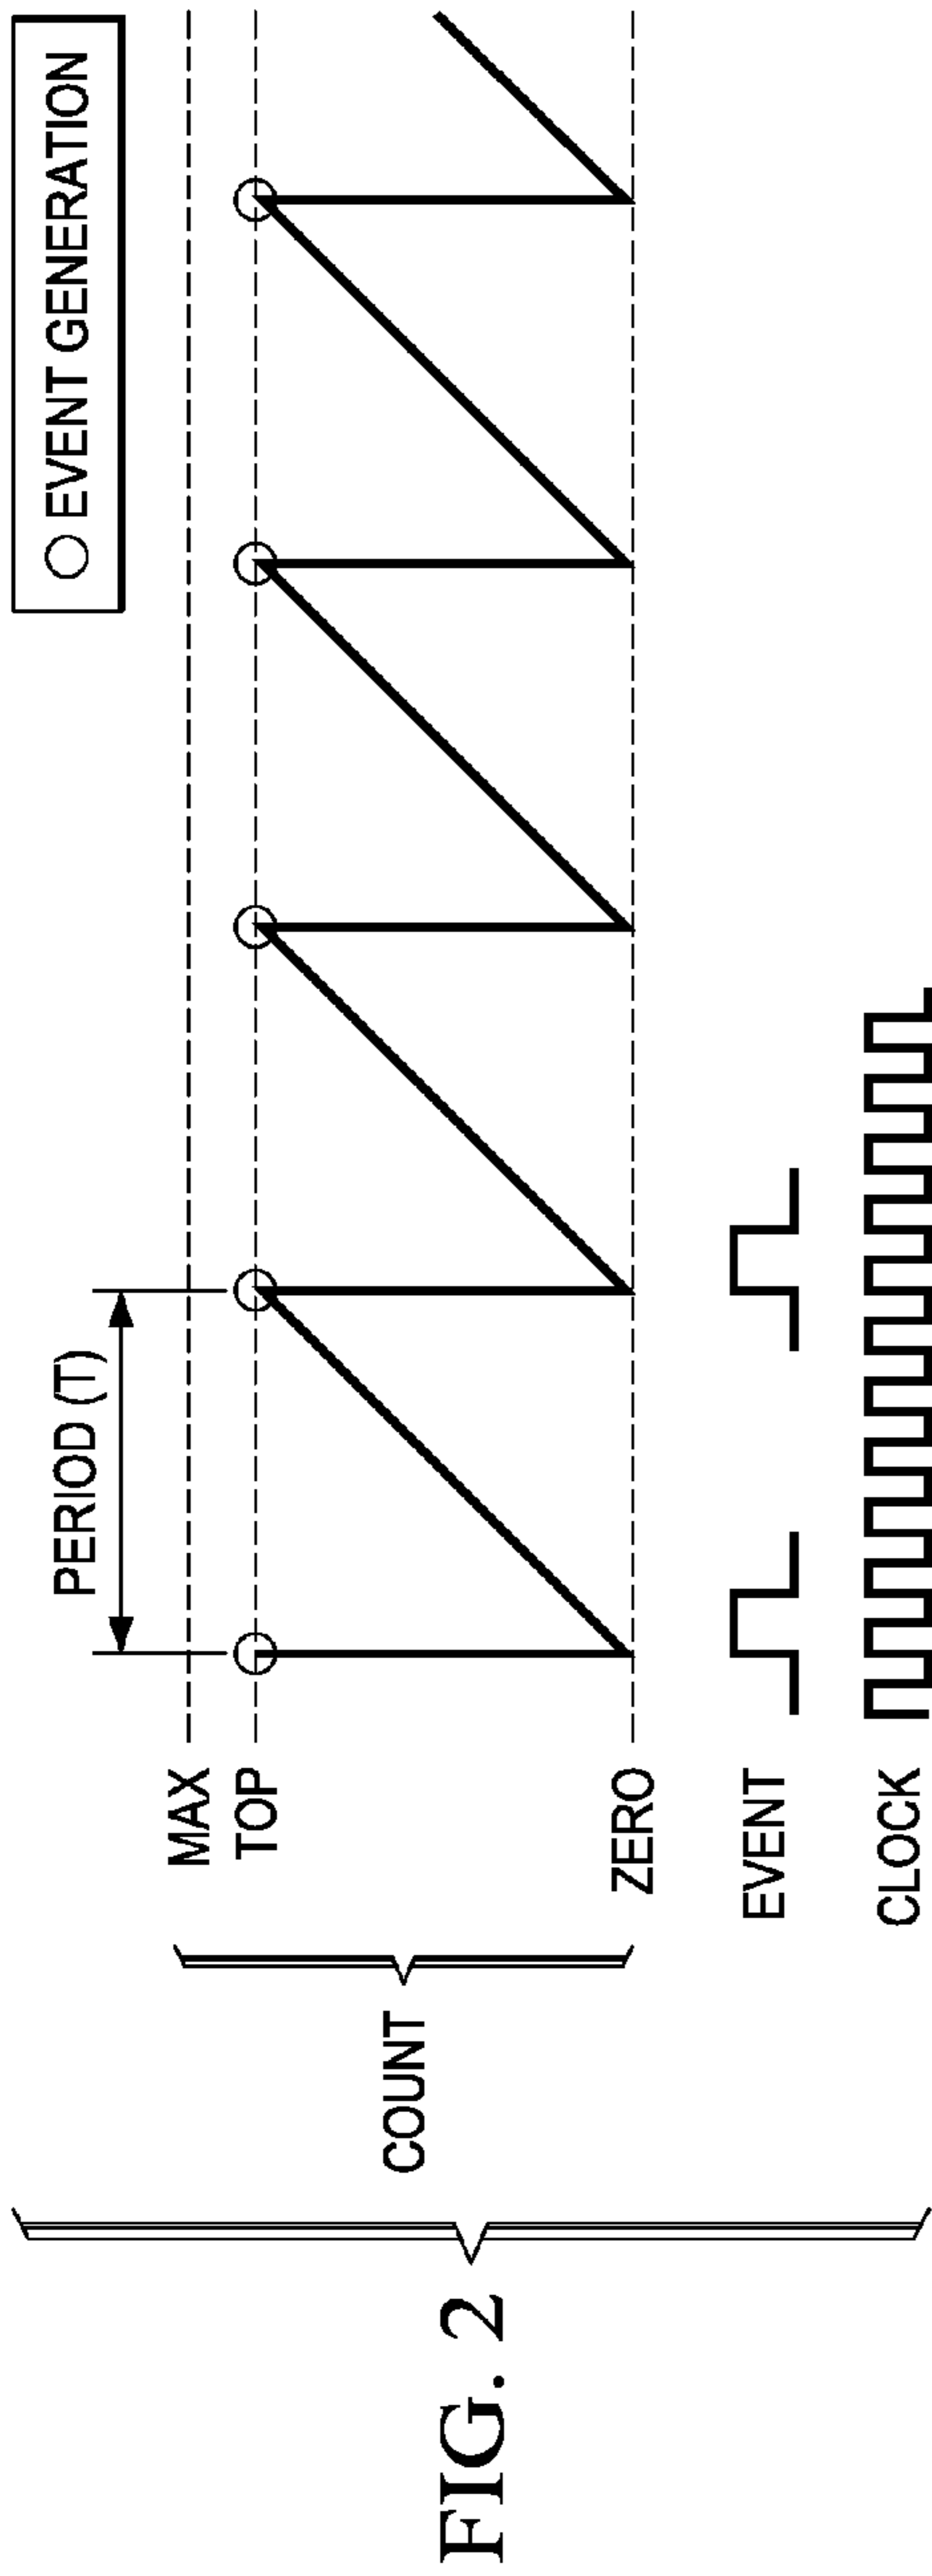 EVENT GENERATION
PERIOD (T)
MAX
TOP
COUNT
ZERO
EVENT
CLOCK
FIG. 2